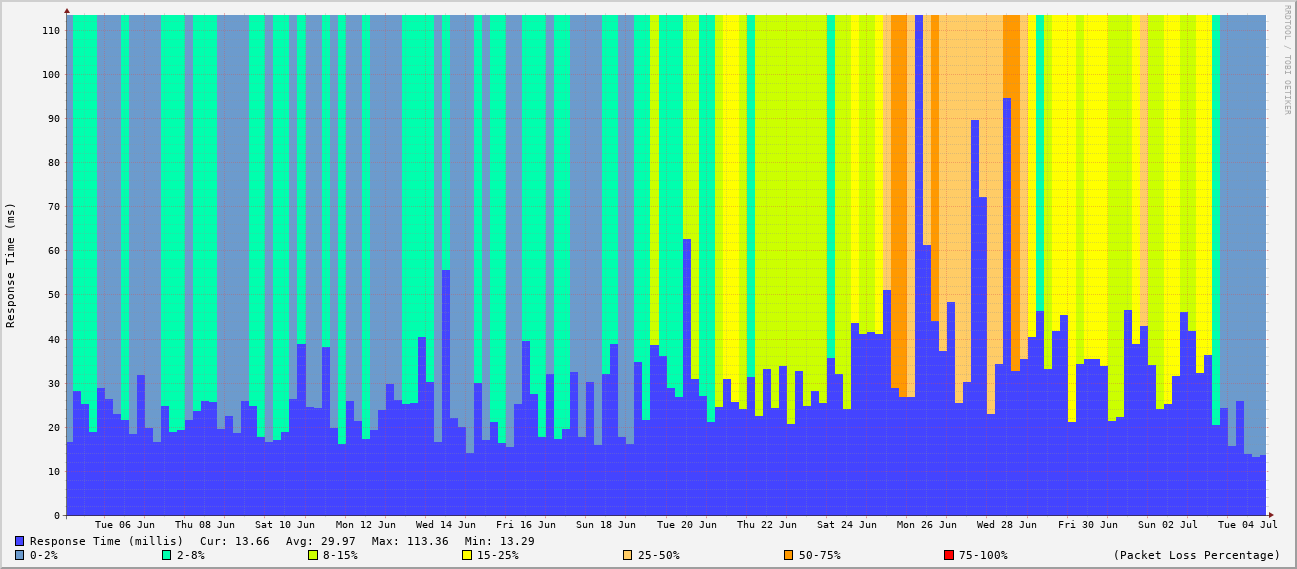 RRDTOOL / TOBI OETIKER
Response Time (ms)
110
100
90
80
70
60
50
40
30
20
10
0
Tue 06 Jun Thu 08 Jun Sat 10 Jun Mon 12 Jun Wed 14 Jun Fri 16 Jun Sun 18 Jun Tue 20 Jun Thu 22 Jun Sat 24 Jun Mon 26 Jun Wed 28 Jun Fri 30 Jun Sun 02 Jul Tue 04 Jul
Response Time (millis) Cur: 13.66 Avg: 29.97 Max: 113.36 Min: 13.29
0-2% 2-8% 8-15% 15-25% 25-50% 50-75% 75-100% (Packet Loss Percentage)